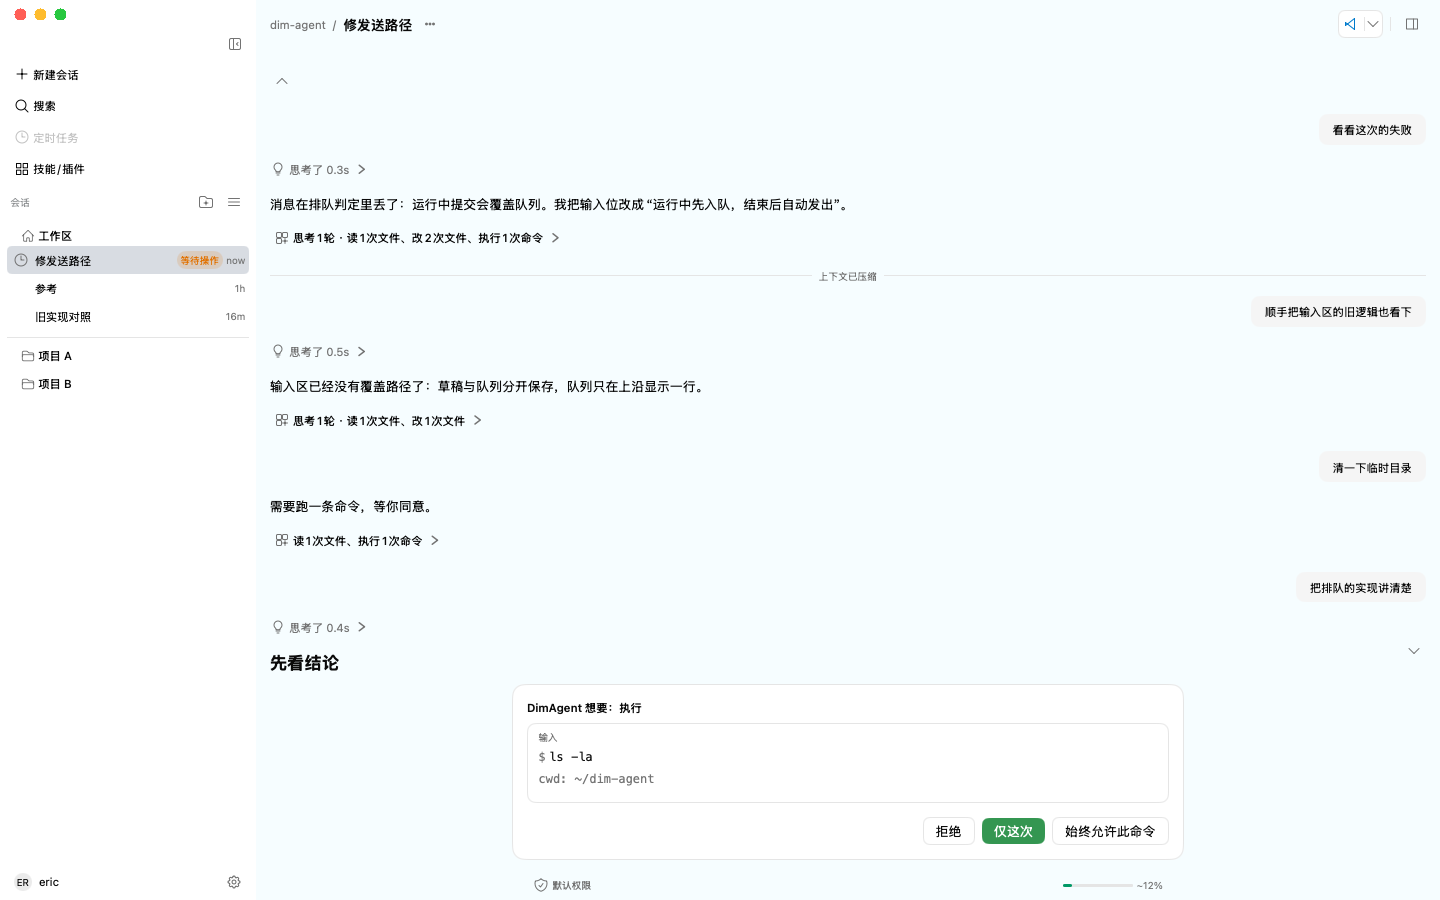 dim-agent / 修发送路径 ···
新建会话
搜索
定时任务
技能/插件
会话
工作区
修发送路径 等待操作 now
参考 1h
旧实现对照 16m
项目 A
项目 B
ER eric
看看这次的失败
思考了 0.3s
消息在排队判定里丢了：运行中提交会覆盖队列。我把输入位改成“运行中先入队，结束后自动发出”。
思考1轮 · 读1次文件、改2次文件、执行1次命令
上下文已压缩
顺手把输入区的旧逻辑也看下
思考了 0.5s
输入区已经没有覆盖路径了：草稿与队列分开保存，队列只在上沿显示一行。
思考1轮 · 读1次文件、改1次文件
清一下临时目录
需要跑一条命令，等你同意。
读1次文件、执行1次命令
把排队的实现讲清楚
思考了 0.4s
先看结论
DimAgent 想要：执行
输入
$ ls -la
cwd: ~/dim-agent
拒绝 仅这次 始终允许此命令
默认权限 ~12%